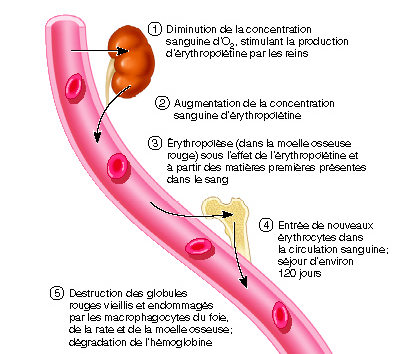 1 Diminution de la concentration
sanguine d'O2, stimulant la production
d'érythropoïétine par les reins
2 Augmentation de la concentration
sanguine d'érythropoïétine
3 Érythropoïèse (dans la moelle osseuse
rouge) sous l'effet de l'érythropoïétine et
à partir des matières premières présentes
dans le sang
4 Entrée de nouveaux
érythrocytes dans
la circulation sanguine;
séjour d'environ
120 jours
5 Destruction des globules
rouges vieillis et endommagés
par les macrophagocytes du foie,
de la rate et de la moelle osseuse;
dégradation de l'hémoglobine